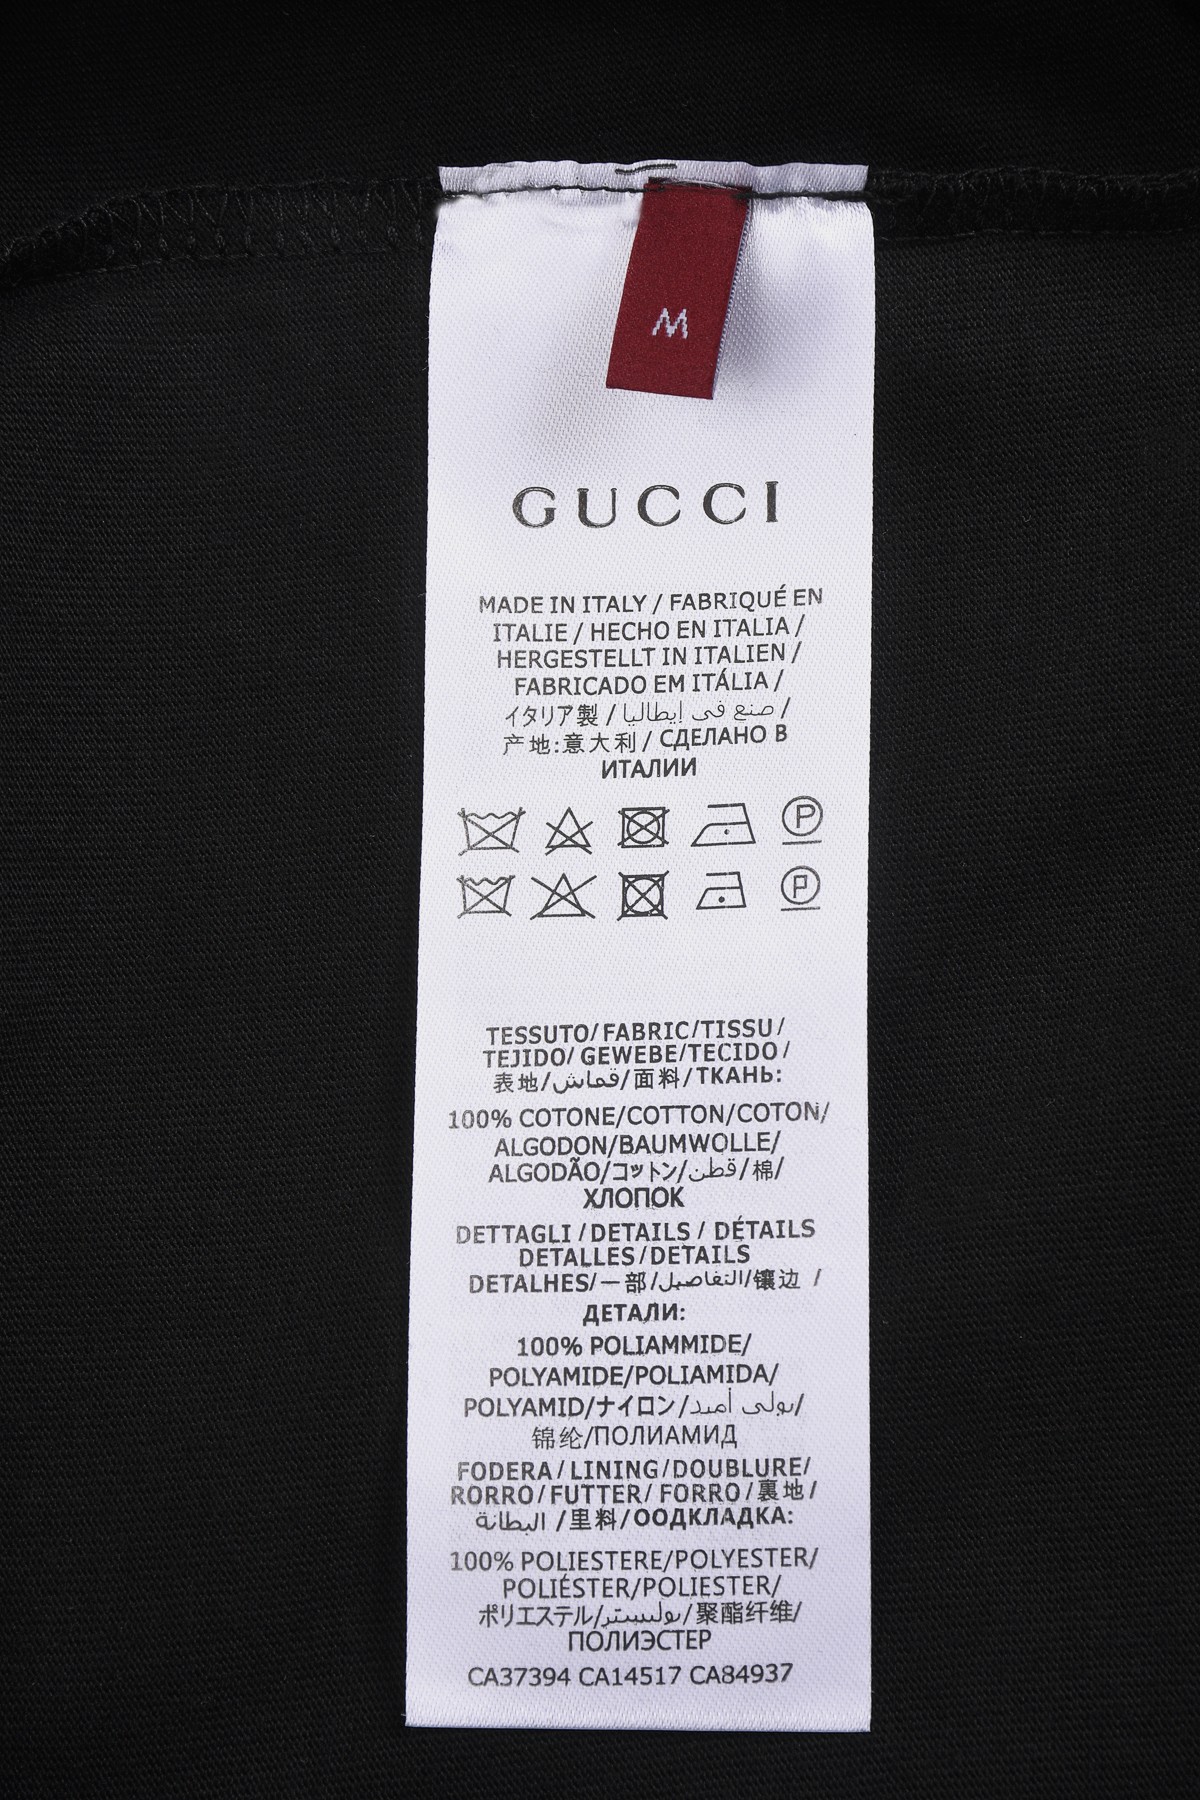 M
GUCCI
MADE IN ITALY / FABRIQUÉ EN
ITALIE / HECHO EN ITALIA /
HERGESTELLT IN ITALIEN /
FABRICADO EM ITÁLIA /
イタリア製 / صنع في إيطاليا /
产地:意大利 / СДЕЛАНО В
ИТАЛИИ
P
P
TESSUTO/FABRIC/TISSU/
TEJIDO/ GEWEBE/TECIDO/
表地/قماش/面料/ТКАНЬ:
100% COTONE/COTTON/COTON/
ALGODON/BAUMWOLLE/
ALGODÃO/コットン/قطن/棉/
ХЛОПОК
DETTAGLI /DETAILS / DÉTAILS
DETALLES/DETAILS
DETALHES/一部/التفاصيل/镶边 /
ДЕТАЛИ:
100% POLIAMMIDE/
POLYAMIDE/POLIAMIDA/
POLYAMID/ナイロン/بولي أميد/
锦纶/ПОЛИАМИД
FODERA/LINING/DOUBLURE/
RORRO/FUTTER/ FORRO/裏地/
البطانة /里料/ООДКЛАДКА:
100% POLIESTERE/POLYESTER/
POLIÉSTER/POLIESTER/
ポリエステル/بوليستر/聚酯纤维/
ПОЛИЭСТЕР
CA37394 CA14517 CA84937